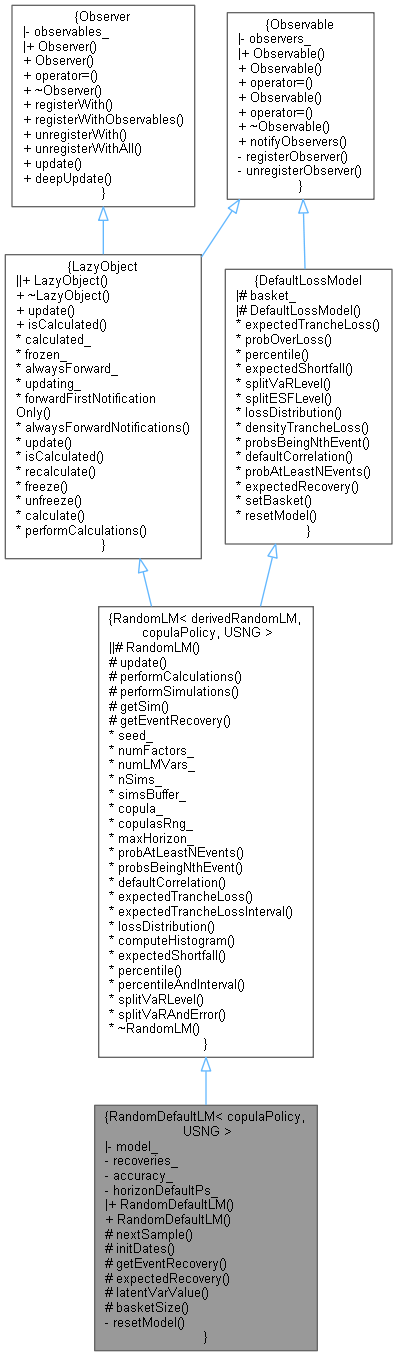 {Observer
|- observables_
|+ Observer()
+ Observer()
+ operator=()
+ ~Observer()
+ registerWith()
+ registerWithObservables()
+ unregisterWith()
+ unregisterWithAll()
+ update()
+ deepUpdate()
}
{Observable
|- observers_
|+ Observable()
+ Observable()
+ operator=()
+ Observable()
+ operator=()
+ ~Observable()
+ notifyObservers()
- registerObserver()
- unregisterObserver()
}
{LazyObject
||+ LazyObject()
+ ~LazyObject()
+ update()
+ isCalculated()
* calculated_
* frozen_
* alwaysForward_
* updating_
* forwardFirstNotification
Only()
* alwaysForwardNotifications()
* update()
* isCalculated()
* recalculate()
* freeze()
* unfreeze()
* calculate()
* performCalculations()
}
{DefaultLossModel
|# basket_
|# DefaultLossModel()
* expectedTrancheLoss()
* probOverLoss()
* percentile()
* expectedShortfall()
* splitVaRLevel()
* splitESFLevel()
* lossDistribution()
* densityTrancheLoss()
* probsBeingNthEvent()
* defaultCorrelation()
* probAtLeastNEvents()
* expectedRecovery()
* setBasket()
* resetModel()
}
{RandomLM< derivedRandomLM,
copulaPolicy, USNG >
||# RandomLM()
# update()
# performCalculations()
# performSimulations()
# getSim()
# getEventRecovery()
* seed_
* numFactors_
* numLMVars_
* nSims_
* simsBuffer_
* copula_
* copulasRng_
* maxHorizon_
* probAtLeastNEvents()
* probsBeingNthEvent()
* defaultCorrelation()
* expectedTrancheLoss()
* expectedTrancheLossInterval()
* lossDistribution()
* computeHistogram()
* expectedShortfall()
* percentile()
* percentileAndInterval()
* splitVaRLevel()
* splitVaRAndError()
* ~RandomLM()
}
{RandomDefaultLM< copulaPolicy,
USNG >
|- model_
- recoveries_
- accuracy_
- horizonDefaultPs_
|+ RandomDefaultLM()
+ RandomDefaultLM()
# nextSample()
# initDates()
# getEventRecovery()
# expectedRecovery()
# latentVarValue()
# basketSize()
- resetModel()
}